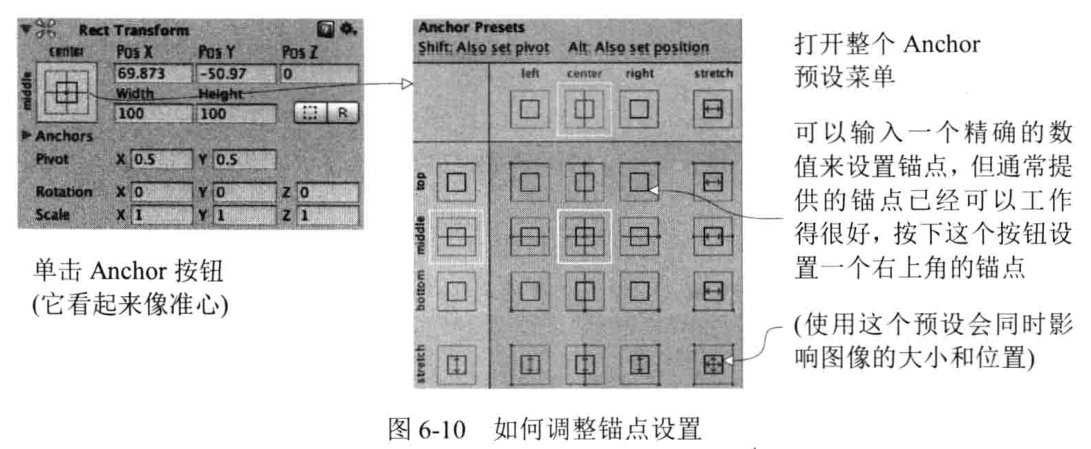 Rect Transform
center
middle
Pos X
Pos Y
Pos Z
69.873
-50.97
0
Width
Height
100
100
R
Anchors
Pivot
X 0.5
Y 0.5
Rotation
X 0
Y 0
Z 0
Scale
X 1
Y 1
Z 1
单击 Anchor 按钮
(它看起来像准心)
Anchor Presets
Shift: Also set pivot Alt: Also set position
left
center
right
stretch
top
middle
bottom
stretch
打开整个 Anchor
预设菜单
可以输入一个精确的数
值来设置锚点，但通常提
供的锚点已经可以工作
得很好，按下这个按钮设
置一个右上角的锚点
(使用这个预设会同时影
响图像的大小和位置)
图 6-10 如何调整锚点设置